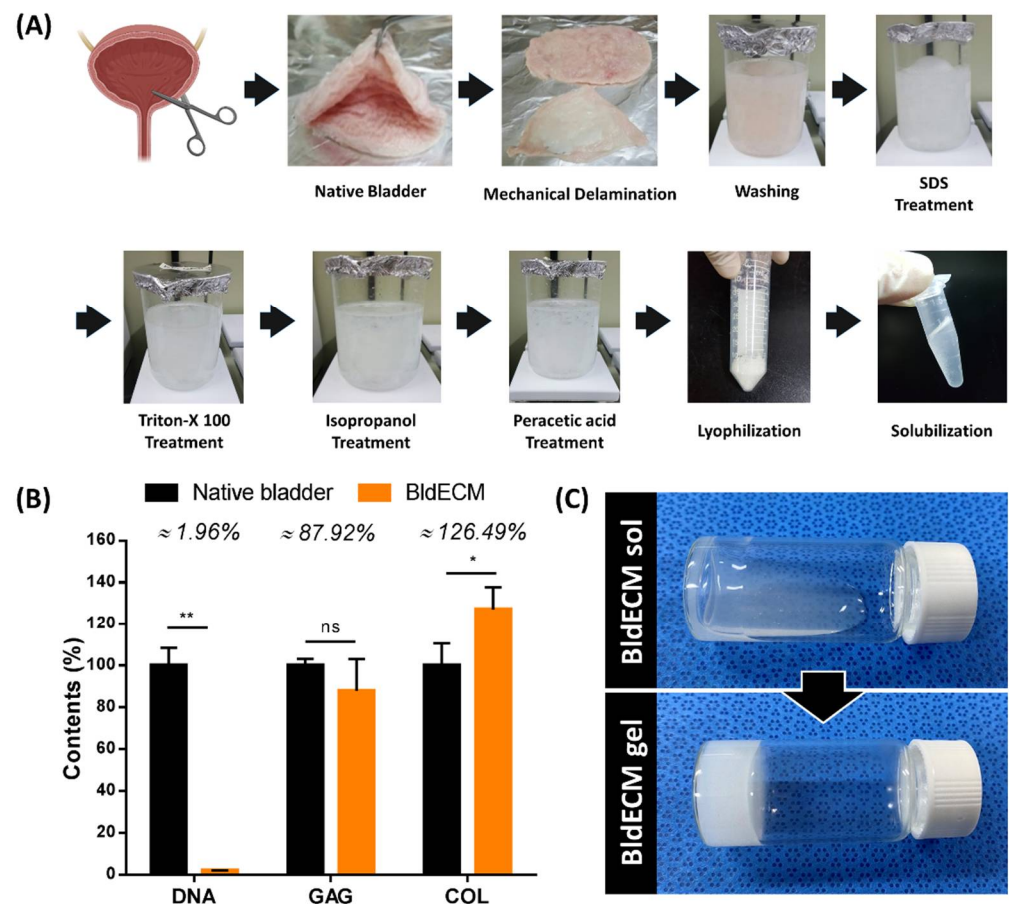 (A)
Native Bladder
Mechanical Delamination
Washing
SDS
Treatment
Triton-X 100
Treatment
Isopropanol
Treatment
Peracetic acid
Treatment
Lyophilization
Solubilization
(B)
Native bladder
BldECM
≈ 1.96%
≈ 87.92%
≈ 126.49%
160
140
120
100
80
60
40
20
0
Contents (%)
**
ns
*
DNA
GAG
COL
(C)
BldECM sol
BldECM gel